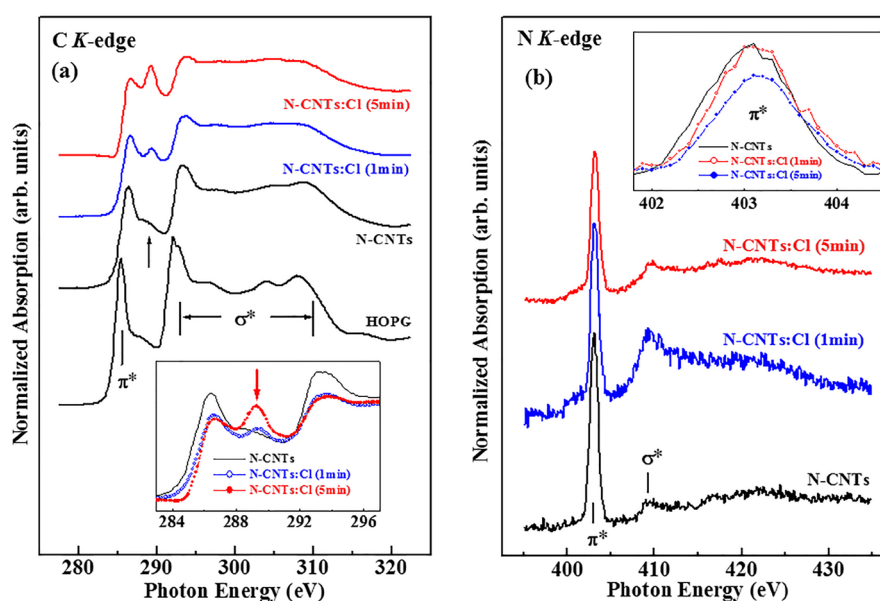 C K-edge
(a)
N-CNTs:Cl (5min)
N-CNTs:Cl (1min)
N-CNTs
HOPG
σ*
π*
N-CNTs
N-CNTs:Cl (1min)
N-CNTs:Cl (5min)
284 288 292 296
280 290 300 310 320
Photon Energy (eV)
Normalized Absorption (arb. units)
N K-edge
(b)
π*
N-CNTs
N-CNTs:Cl (1min)
N-CNTs:Cl (5min)
402 403 404
N-CNTs:Cl (5min)
N-CNTs:Cl (1min)
N-CNTs
σ*
π*
400 410 420 430
Photon Energy (eV)
Normalized Absorption (arb. units)